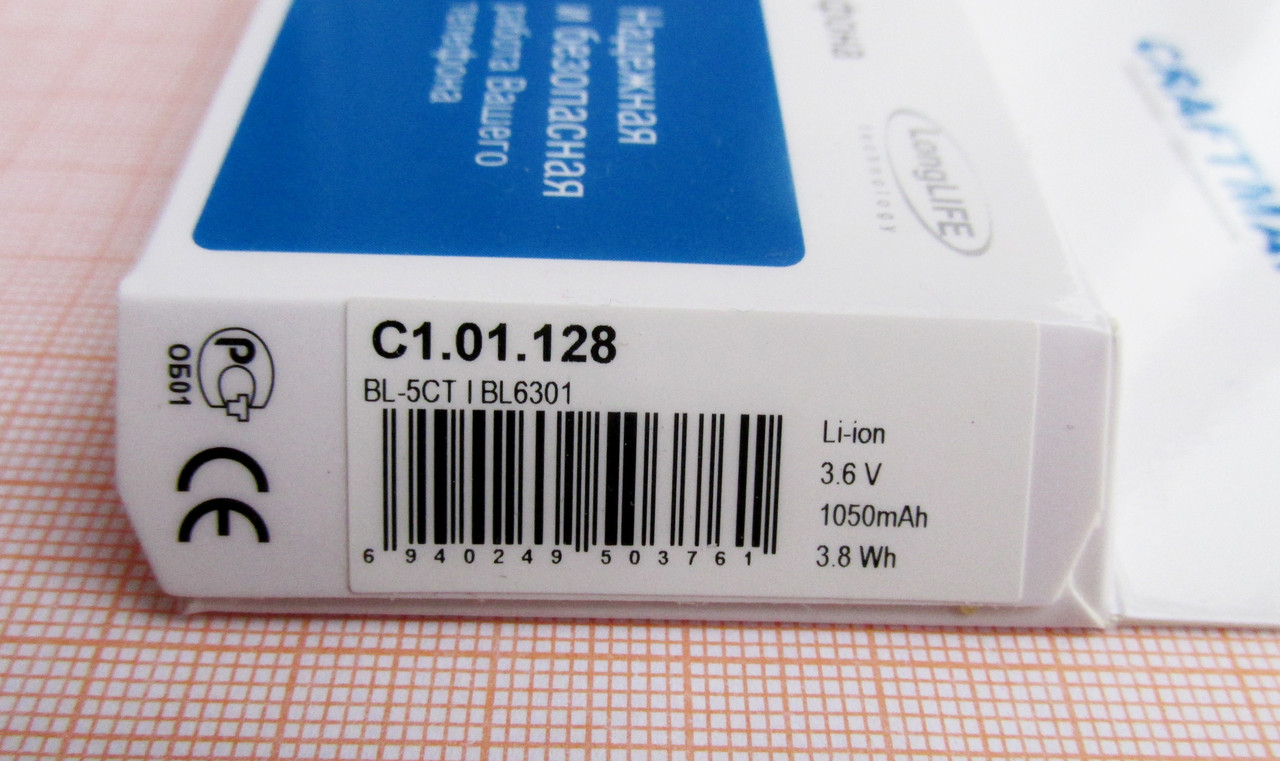 Надежная
и безопасная
работа Вашего
телефона
LongLIFE
technology
РСТ
0501
CE
C1.01.128
BL-5CT | BL6301
6 940249 503761
Li-ion
3.6 V
1050mAh
3.8 Wh